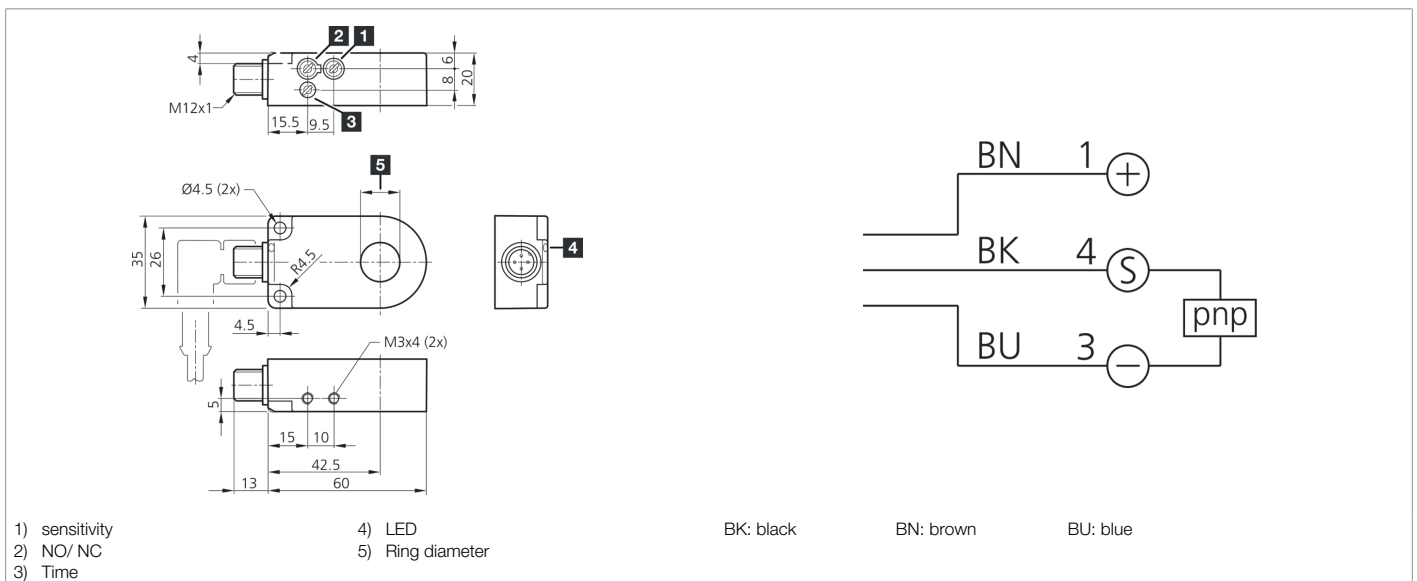 2 1
4
6
20
8
M12x1
15.5 9.5 3
5
Ø4.5 (2x)
35
26
R4.5
4
4.5
M3x4 (2x)
5
15 10
42.5
13 60
BN 1 +
BK 4 S
pnp
BU 3 −
1) sensitivity
2) NO/ NC
3) Time
4) LED
5) Ring diameter
BK: black BN: brown BU: blue